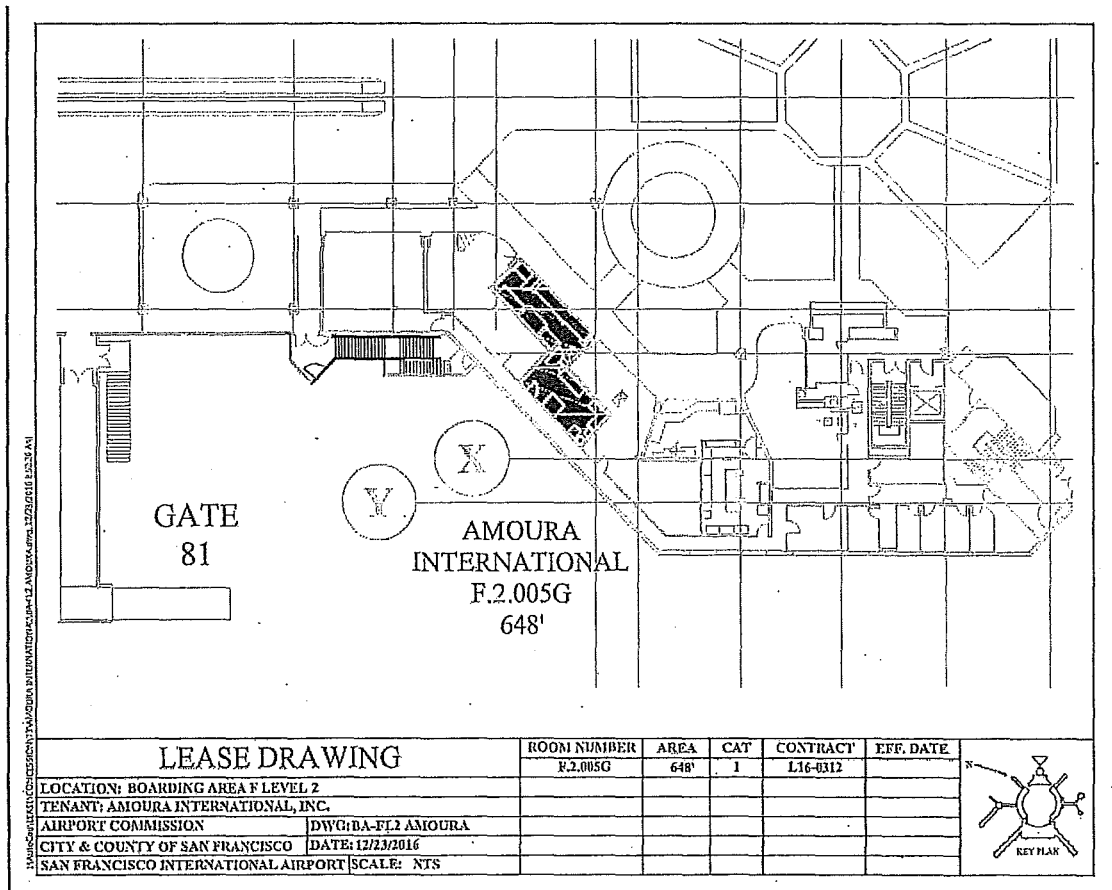 X
Y
GATE
81
AMOURA
INTERNATIONAL
F.2.005G
648'
LEASE DRAWING
ROOM NUMBER AREA CAT CONTRACT EFF. DATE
F.2.005G 648' 1 L16-0312
LOCATION: BOARDING AREA F LEVEL 2
TENANT: AMOURA INTERNATIONAL, INC.
AIRPORT COMMISSION DWG: BA-FL2 AMOURA
CITY & COUNTY OF SAN FRANCISCO DATE: 12/23/2016
SAN FRANCISCO INTERNATIONAL AIRPORT SCALE: NTS
N
KEY PLAN